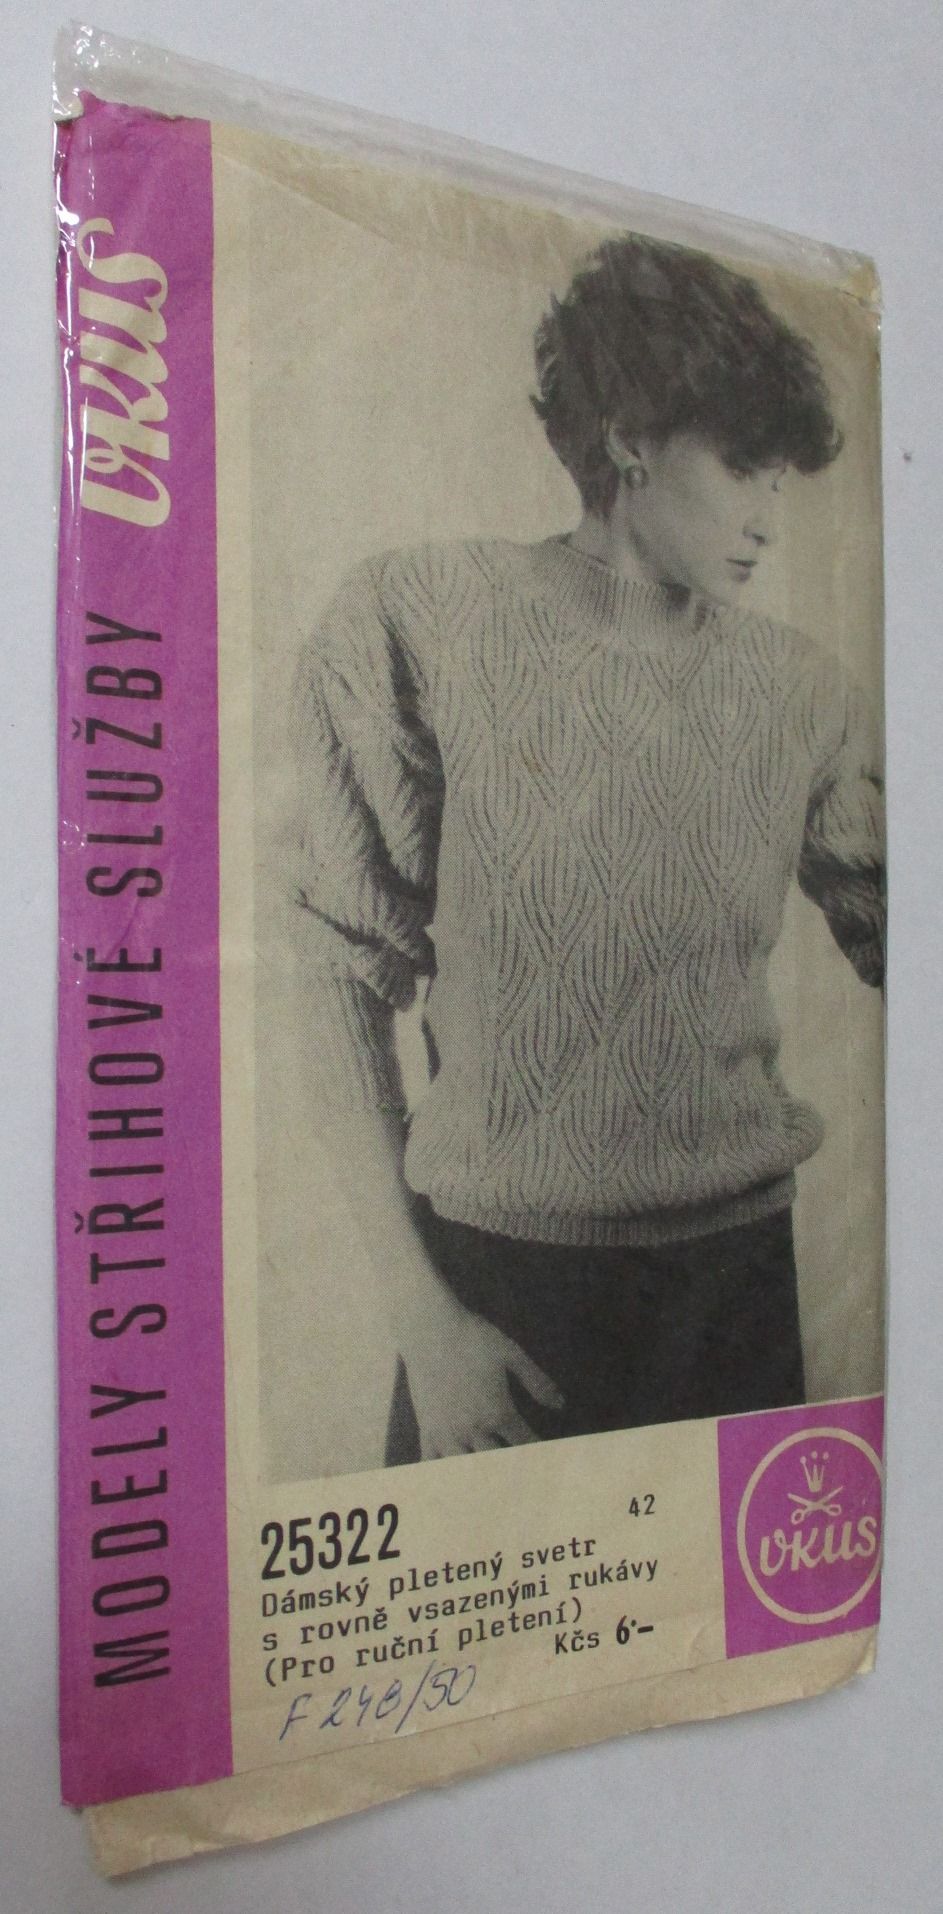 MODELY STŘIHOVÉ SLUŽBY vkus
25322
42
Dámský pletený svetr
s rovně vsazenými rukávy
(Pro ruční pletení)
Kčs 6·–
F 248/50
vkus